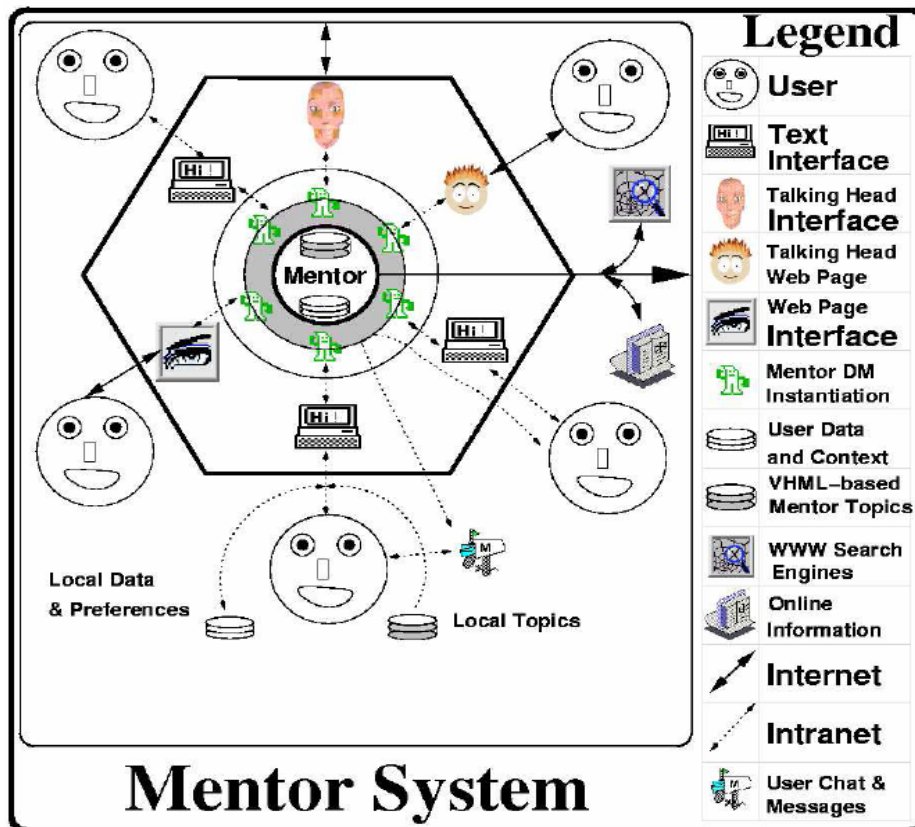 Legend
User
Text
Interface
Talking Head
Interface
Talking Head
Web Page
Web Page
Interface
Mentor DM
Instantiation
User Data
and Context
VHML-based
Mentor Topics
WWW Search
Engines
Online
Information
Internet
Intranet
User Chat &
Messages
Hi !
Mentor
Hi !
Hi !
Hi !
M
M
Local Data
& Preferences
Local Topics
Mentor System